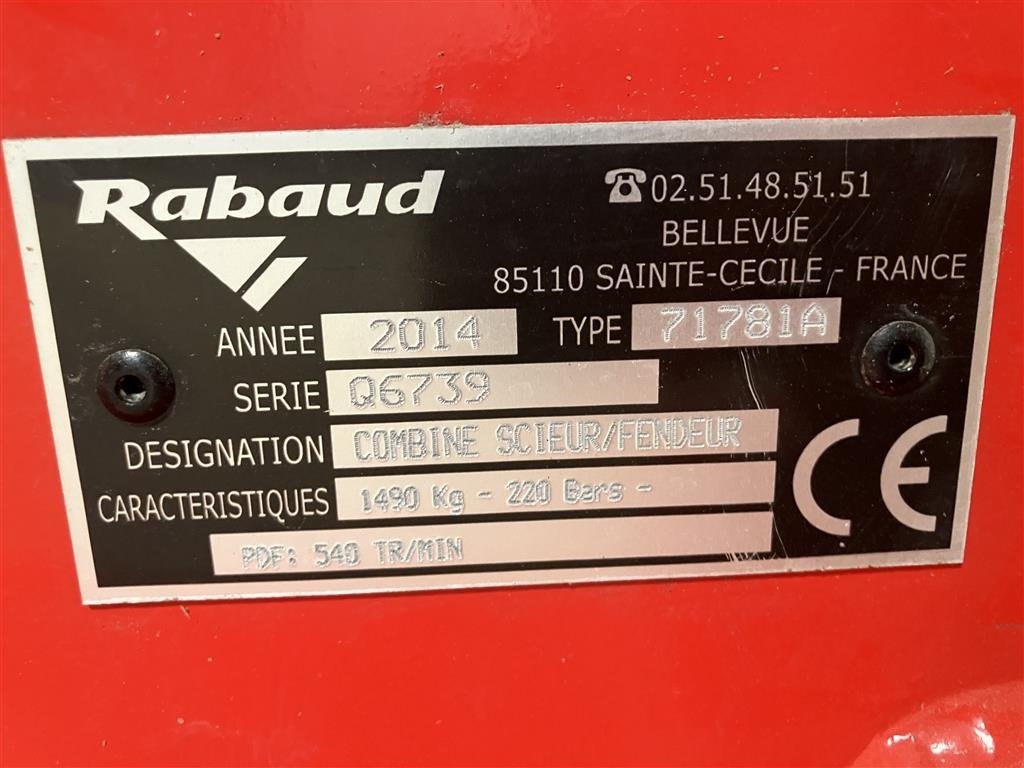 Rabaud
☎ 02.51.48.51.51
BELLEVUE
85110 SAINTE-CECILE - FRANCE
ANNEE 2014 TYPE 71781A
SERIE Q6739
DESIGNATION COMBINE SCIEUR/FENDEUR
CARACTERISTIQUES 1490 Kg - 220 Bars -
PDF: 540 TR/MIN
CE